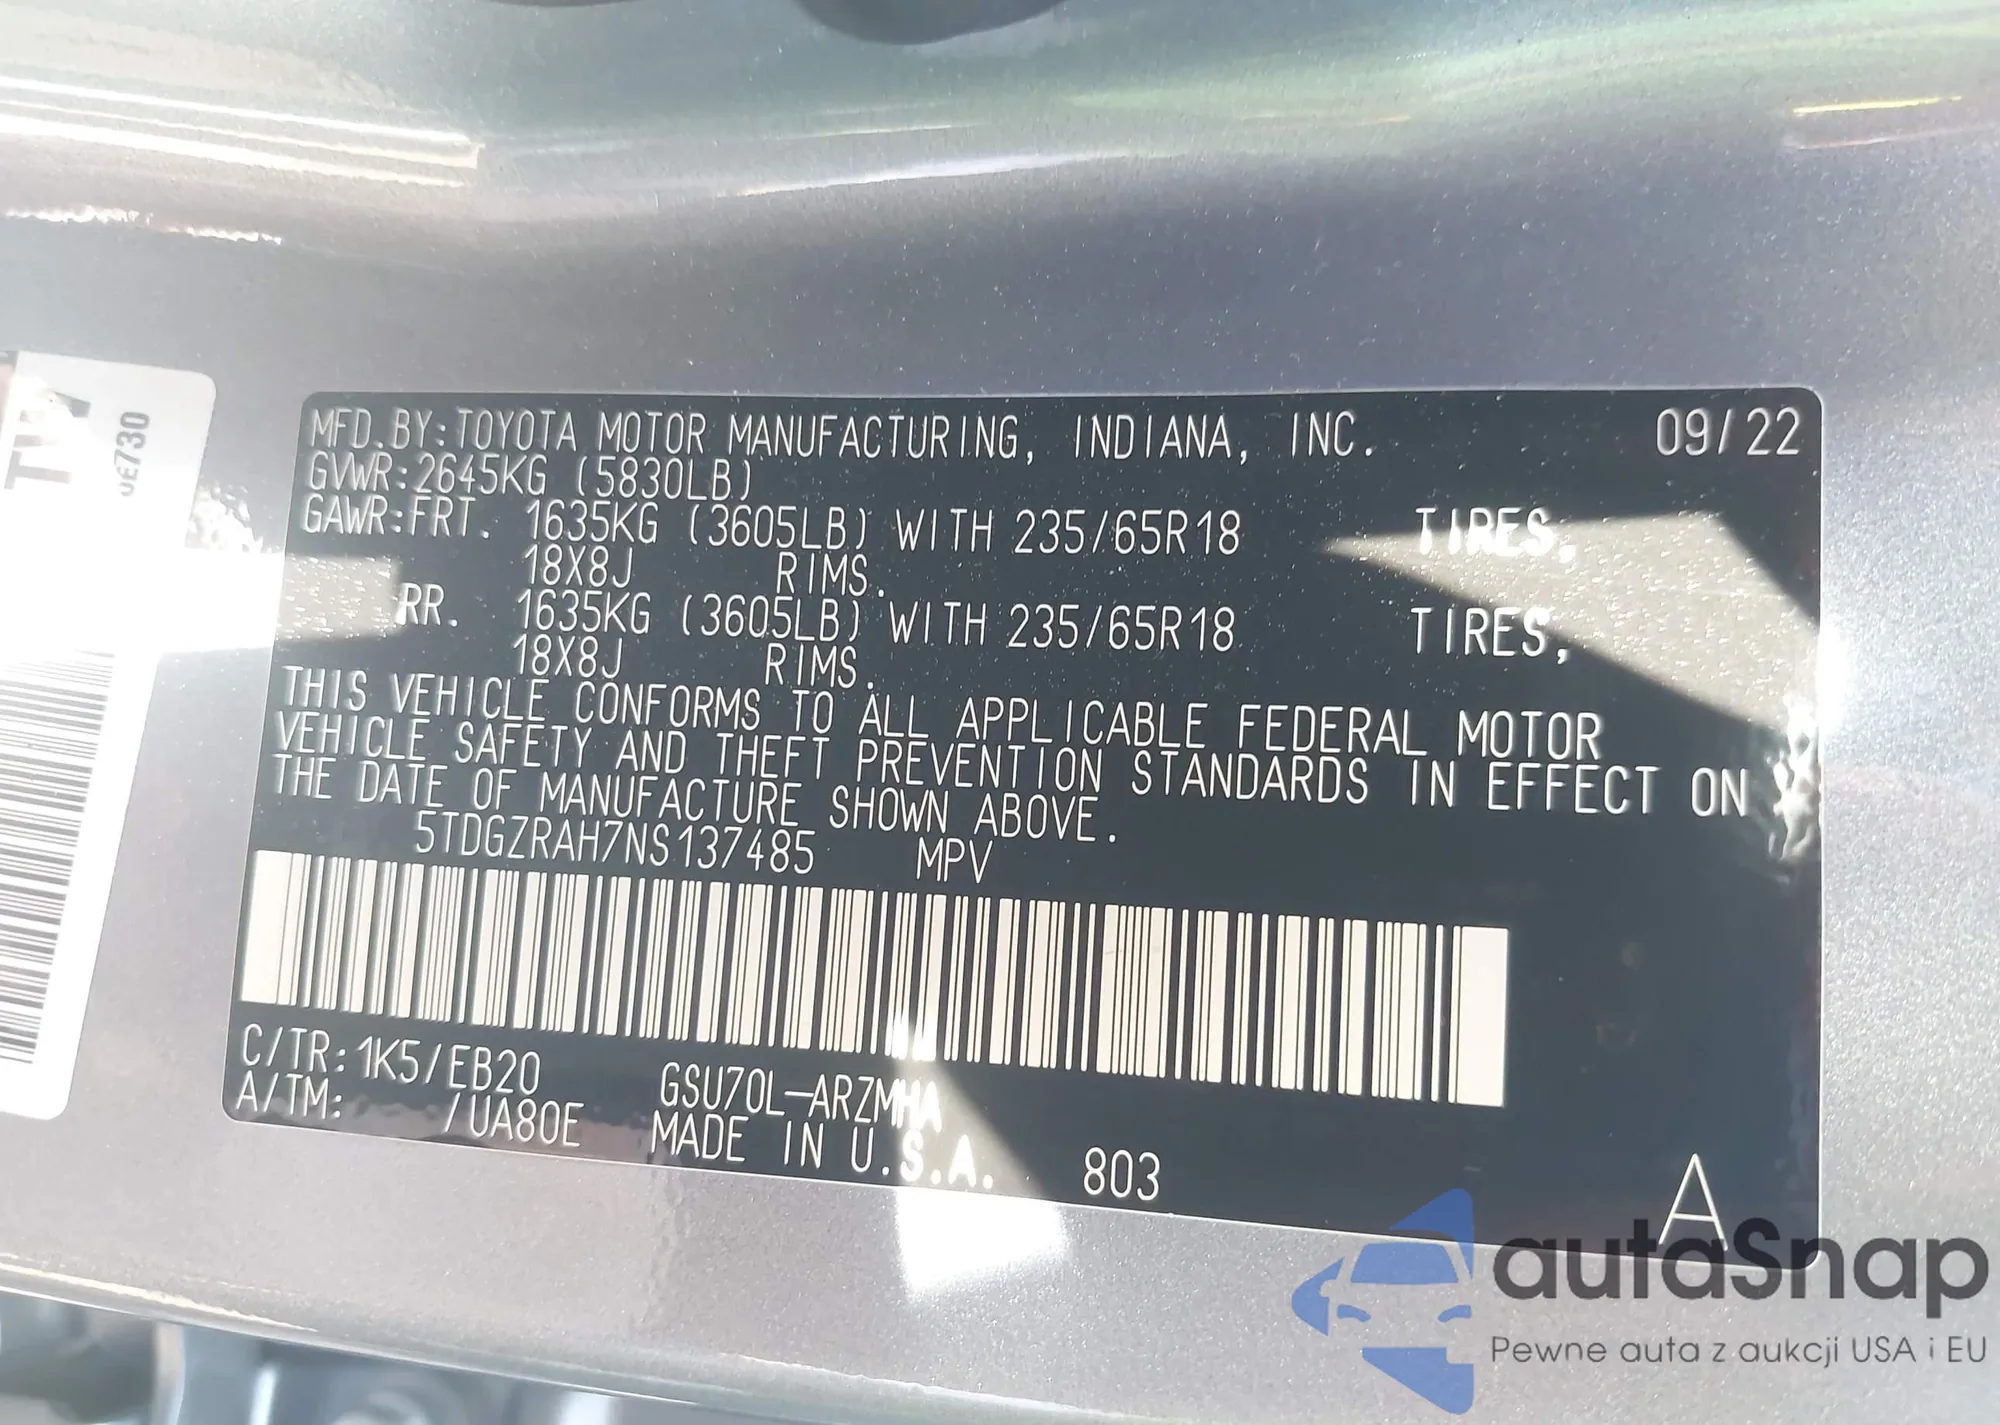 MFD.BY:TOYOTA MOTOR MANUFACTURING, INDIANA, INC. 09/22
GVWR:2645KG (5830LB)
GAWR:FRT. 1635KG (3605LB) WITH 235/65R18 TIRES,
18X8J RIMS.
RR. 1635KG (3605LB) WITH 235/65R18 TIRES,
18X8J RIMS.
THIS VEHICLE CONFORMS TO ALL APPLICABLE FEDERAL MOTOR
VEHICLE SAFETY AND THEFT PREVENTION STANDARDS IN EFFECT ON
THE DATE OF MANUFACTURE SHOWN ABOVE.
5TDGZRAH7NS137485 MPV
C/TR:1K5/EB20 GSU70L-ARZMHA
A/TM: /UA80E MADE IN U.S.A. 803
A
autaSnap
Pewne auta z aukcji USA i EU